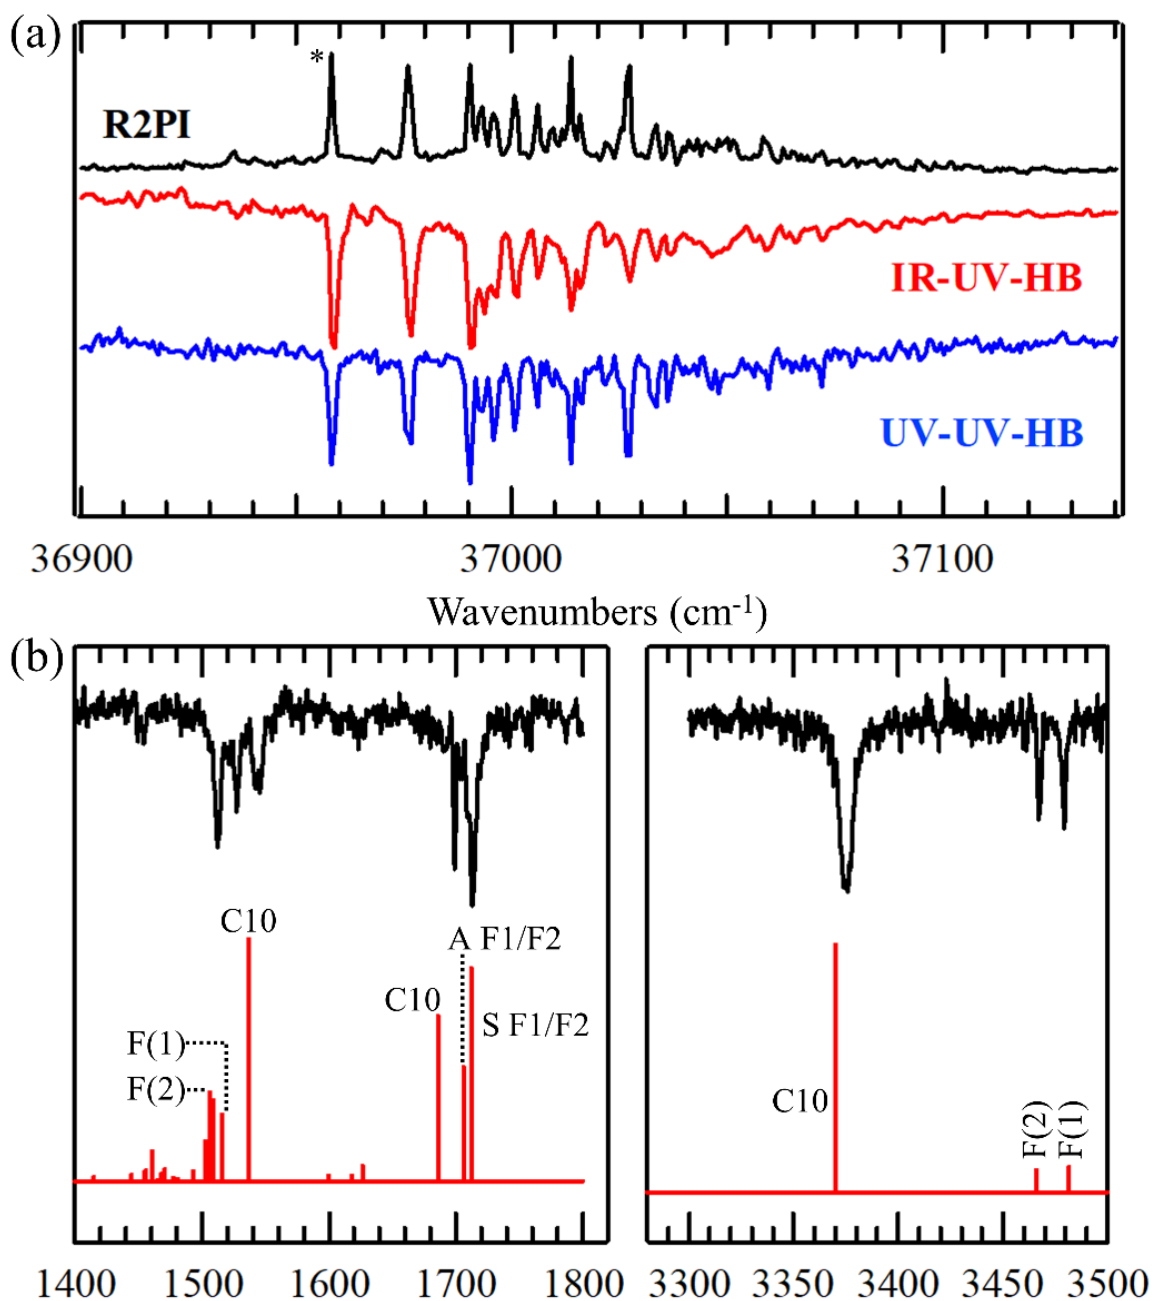 (a)
*
R2PI
IR-UV-HB
UV-UV-HB
36900 37000 37100
Wavenumbers (cm-1)
(b)
C10
A F1/F2
C10
S F1/F2
F(1)
F(2)
C10
F(2)
F(1)
1400 1500 1600 1700 1800
3300 3350 3400 3450 3500